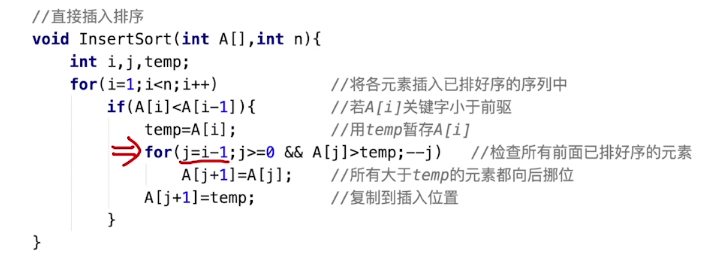 //直接插入排序
void InsertSort(int A[],int n){
int i,j,temp;
for(i=1;i<n;i++) //将各元素插入已排好序的序列中
if(A[i]<A[i-1]){ //若A[i]关键字小于前驱
temp=A[i]; //用temp暂存A[i]
for(j=i-1;j>=0 && A[j]>temp;--j) //检查所有前面已排好序的元素
A[j+1]=A[j]; //所有大于temp的元素都向后挪位
A[j+1]=temp; //复制到插入位置
}
}